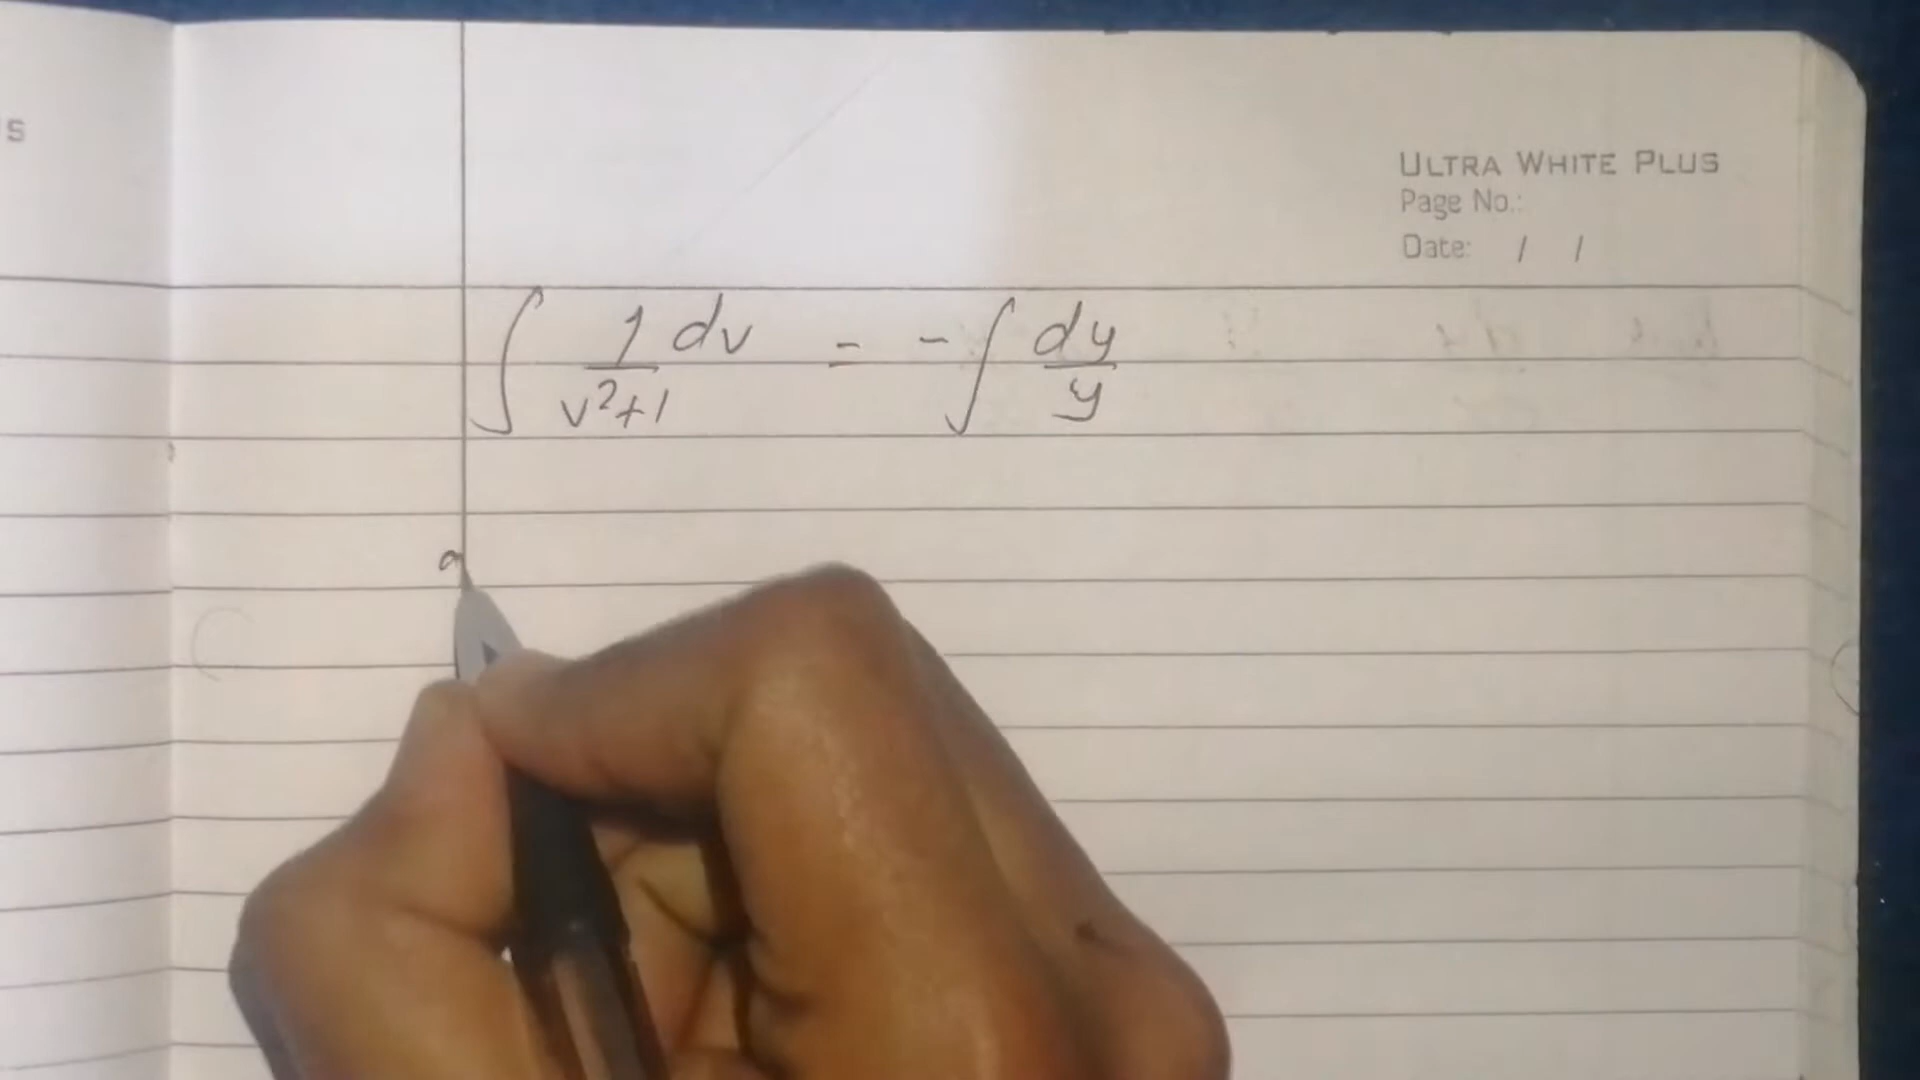 S
ULTRA WHITE PLUS
Page No.:
Date: / /
∫ 1/(v²+1) dv = - ∫ dy/y